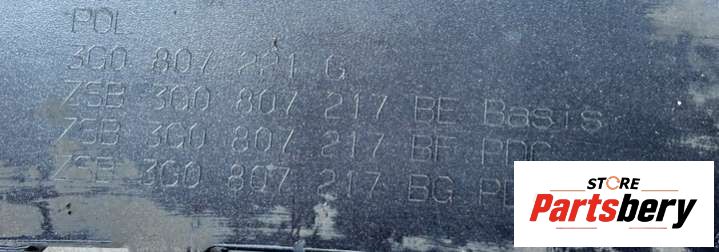 POL
3G0 807 221 G
ZSB 3G0 807 217 BE Basis
ZSB 3G0 807 217 BF PDC
ZSB 3G0 807 217 BG
STORE
Partsbery